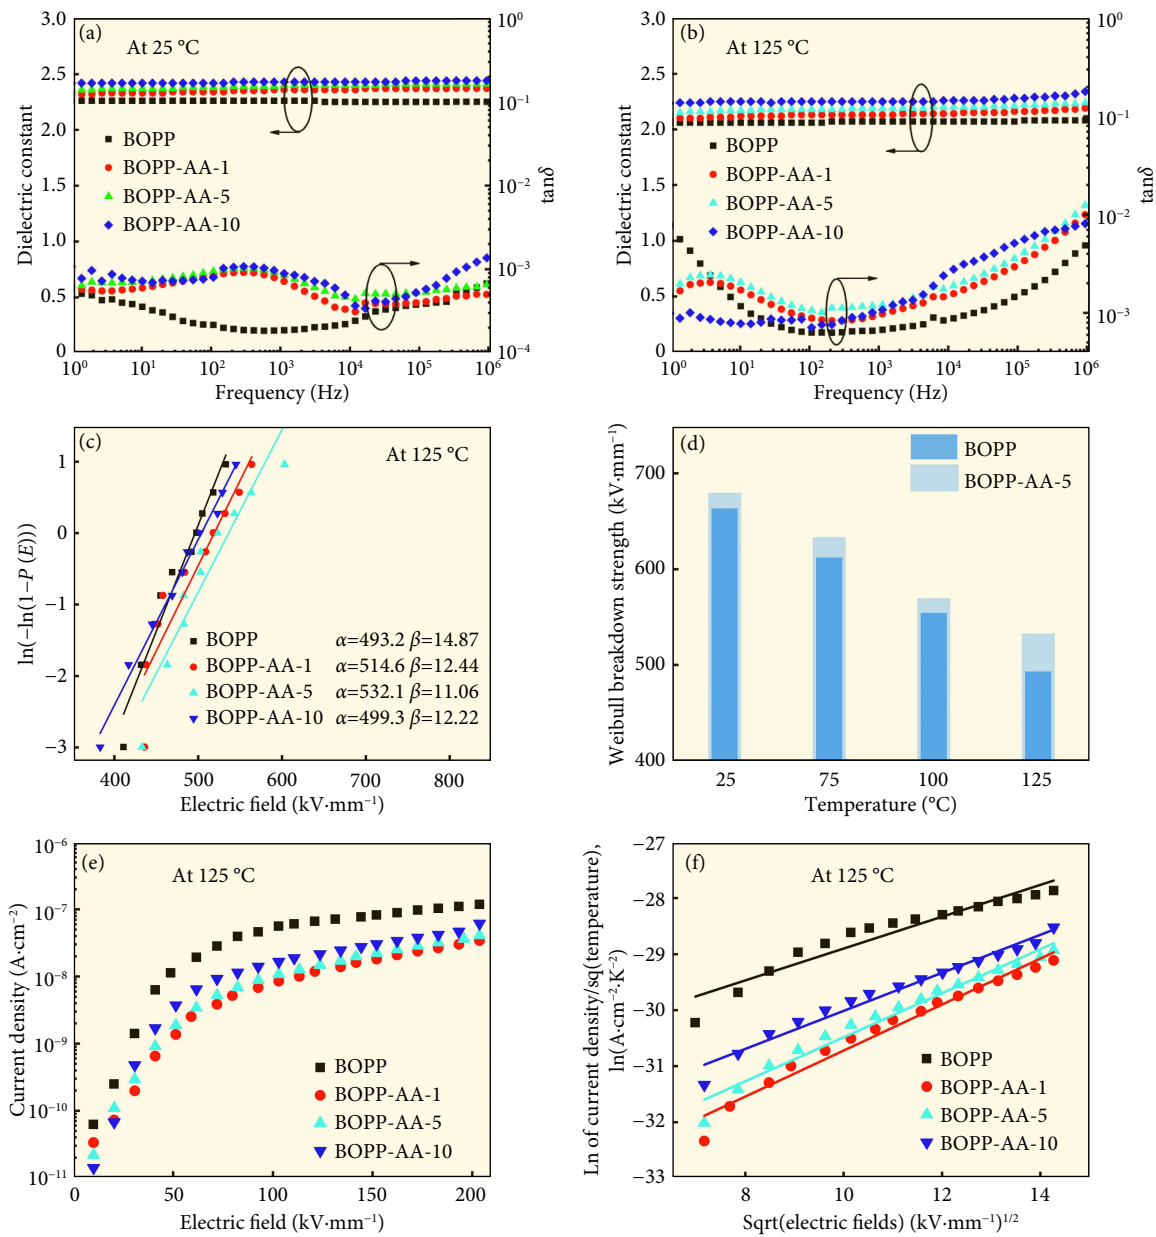 (a)
At 25 °C
3.0
2.5
2.0
1.5
1.0
0.5
0
Dielectric constant
10⁰
10⁻¹
10⁻²
10⁻³
10⁻⁴
tanδ
BOPP
BOPP-AA-1
BOPP-AA-5
BOPP-AA-10
10⁰ 10¹ 10² 10³ 10⁴ 10⁵ 10⁶
Frequency (Hz)
(b)
At 125 °C
3.0
2.5
2.0
1.5
1.0
0.5
0
Dielectric constant
10⁰
10⁻¹
10⁻²
10⁻³
tanδ
BOPP
BOPP-AA-1
BOPP-AA-5
BOPP-AA-10
10⁰ 10¹ 10² 10³ 10⁴ 10⁵ 10⁶
Frequency (Hz)
(c)
At 125 °C
1
0
−1
−2
−3
ln(−ln(1−P (E)))
BOPP α=493.2 β=14.87
BOPP-AA-1 α=514.6 β=12.44
BOPP-AA-5 α=532.1 β=11.06
BOPP-AA-10 α=499.3 β=12.22
400 500 600 700 800
Electric field (kV·mm⁻¹)
(d)
BOPP
BOPP-AA-5
700
600
500
400
Weibull breakdown strength (kV·mm⁻¹)
25 75 100 125
Temperature (°C)
(e)
At 125 °C
10⁻⁶
10⁻⁷
10⁻⁸
10⁻⁹
10⁻¹⁰
10⁻¹¹
Current density (A·cm⁻²)
BOPP
BOPP-AA-1
BOPP-AA-5
BOPP-AA-10
0 50 100 150 200
Electric field (kV·mm⁻¹)
(f)
At 125 °C
−27
−28
−29
−30
−31
−32
−33
Ln of current density/sq(temperature),
ln(A·cm⁻²·K⁻²)
BOPP
BOPP-AA-1
BOPP-AA-5
BOPP-AA-10
8 10 12 14
Sqrt(electric fields) (kV·mm⁻¹)¹ᐟ²